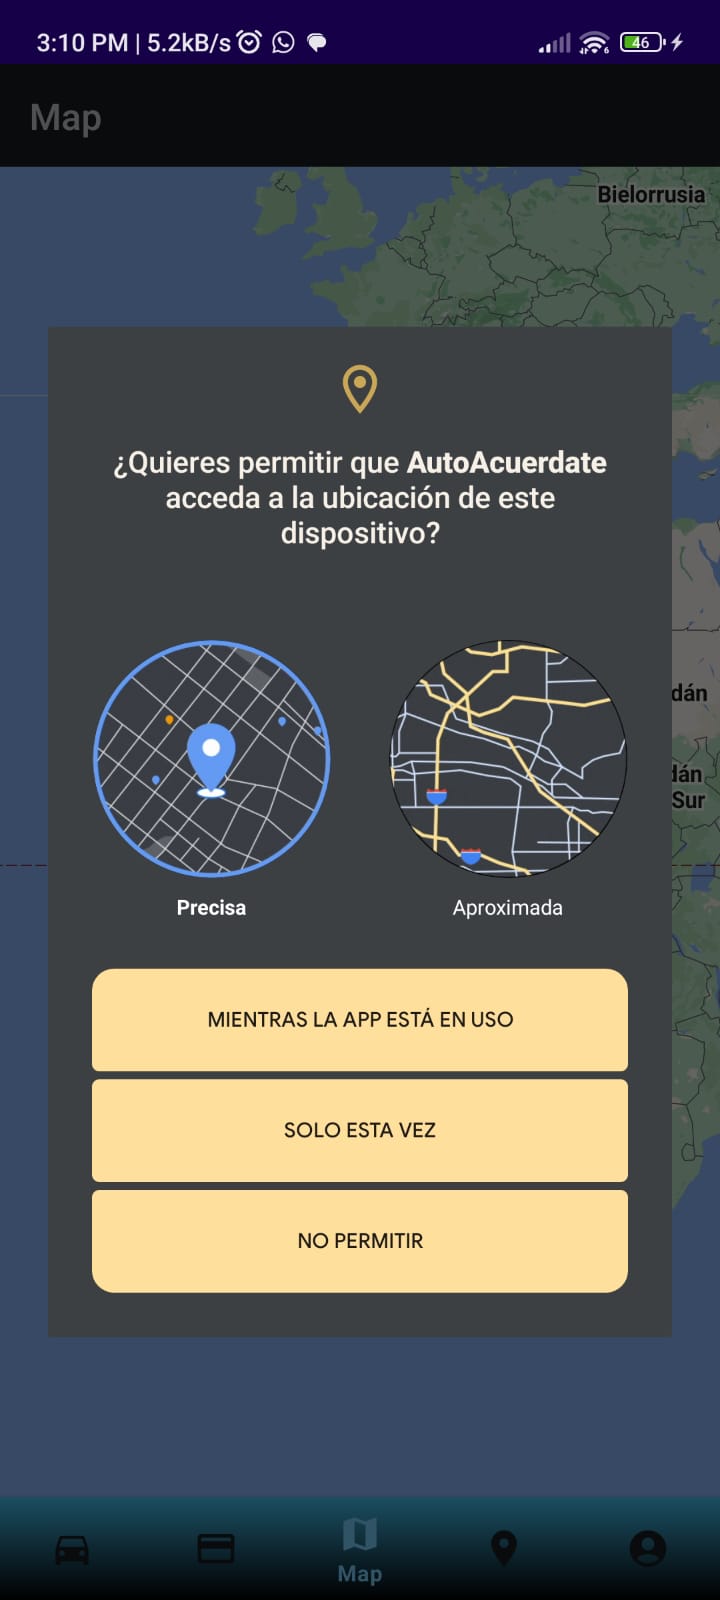 3:10 PM | 5.2kB/s
46
Map
Bielorrusia
¿Quieres permitir que AutoAcuerdate
acceda a la ubicación de este
dispositivo?
dán
dán
Sur
Precisa
Aproximada
MIENTRAS LA APP ESTÁ EN USO
SOLO ESTA VEZ
NO PERMITIR
Map